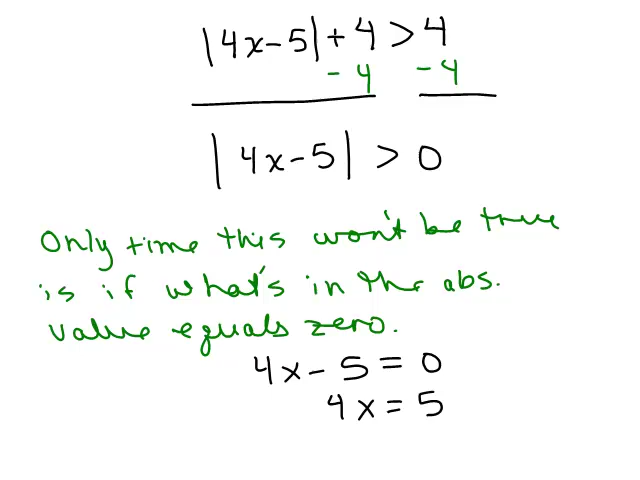 |4x-5|+4>4
-4 -4
|4x-5|>0
Only time this won't be true
is if what's in the abs.
value equals zero.
4x-5=0
4x=5